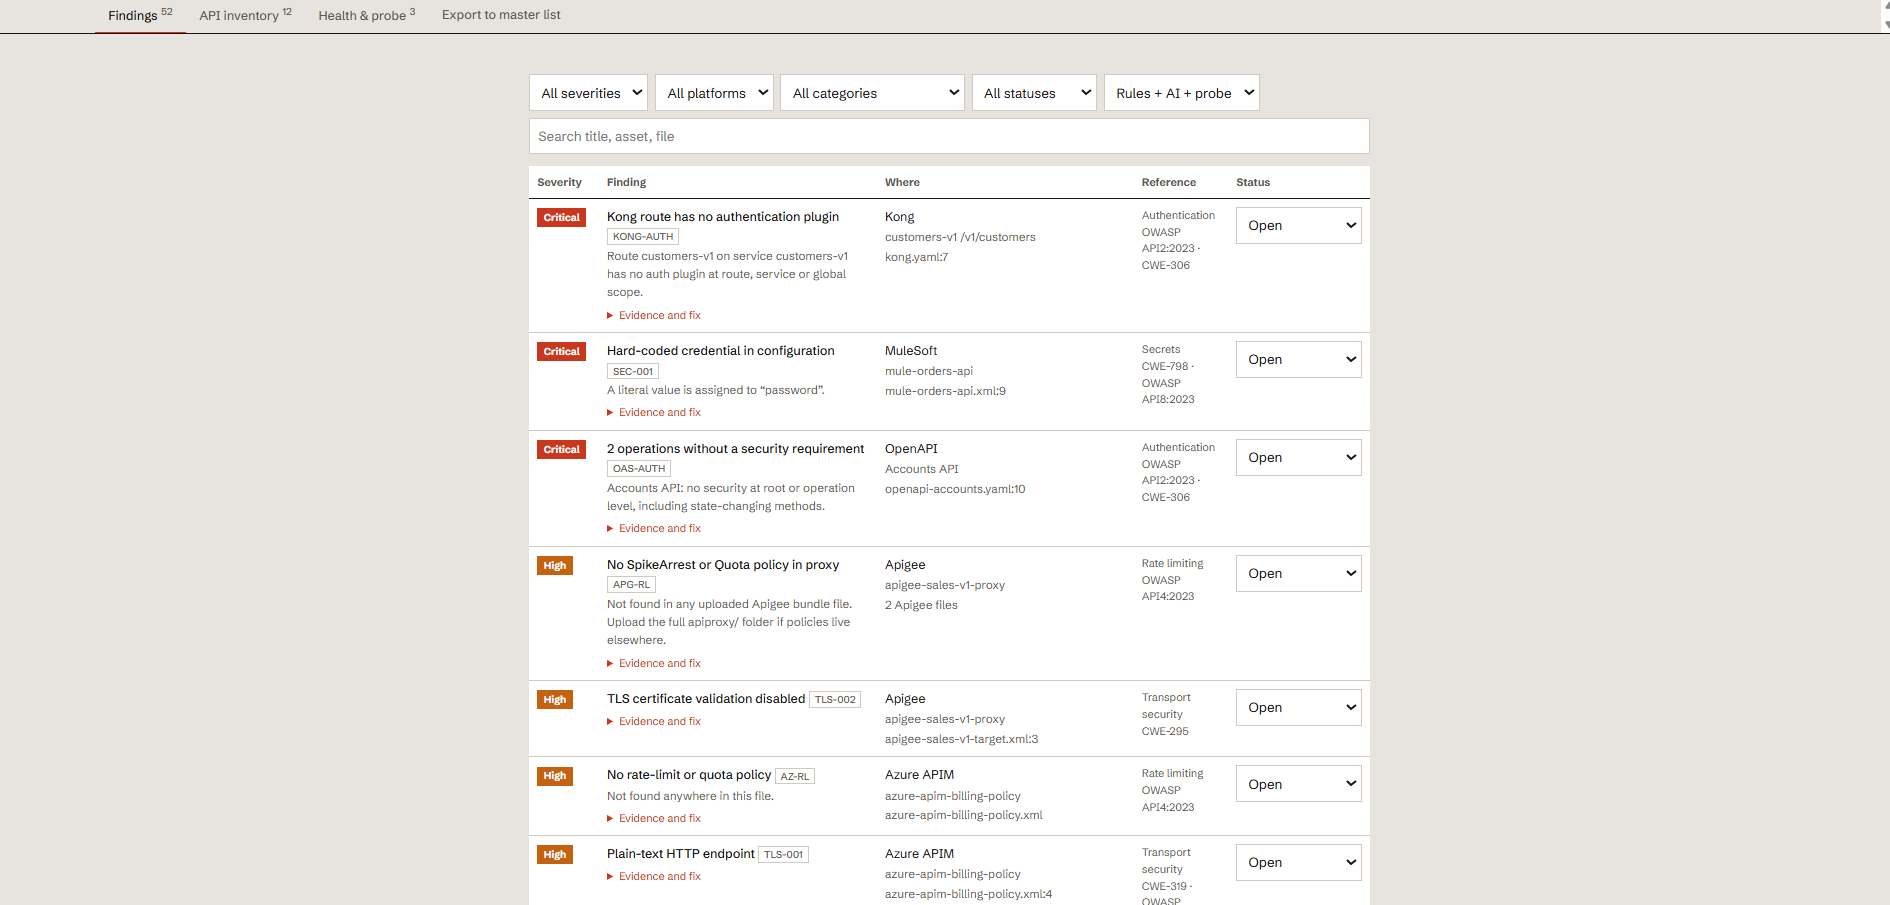 Findings 52 API inventory 12 Health & probe 3 Export to master list
All severities All platforms All categories All statuses Rules + AI + probe
Search title, asset, file
Severity Finding Where Reference Status
Critical
Kong route has no authentication plugin
KONG-AUTH
Route customers-v1 on service customers-v1
has no auth plugin at route, service or global
scope.
Evidence and fix
Kong
customers-v1 /v1/customers
kong.yaml:7
Authentication
OWASP
API2:2023 ·
CWE-306
Open
Critical
Hard-coded credential in configuration
SEC-001
A literal value is assigned to “password”.
Evidence and fix
MuleSoft
mule-orders-api
mule-orders-api.xml:9
Secrets
CWE-798 ·
OWASP
API8:2023
Open
Critical
2 operations without a security requirement
OAS-AUTH
Accounts API: no security at root or operation
level, including state-changing methods.
Evidence and fix
OpenAPI
Accounts API
openapi-accounts.yaml:10
Authentication
OWASP
API2:2023 ·
CWE-306
Open
High
No SpikeArrest or Quota policy in proxy
APG-RL
Not found in any uploaded Apigee bundle file.
Upload the full apiproxy/ folder if policies live
elsewhere.
Evidence and fix
Apigee
apigee-sales-v1-proxy
2 Apigee files
Rate limiting
OWASP
API4:2023
Open
High
TLS certificate validation disabled TLS-002
Evidence and fix
Apigee
apigee-sales-v1-proxy
apigee-sales-v1-target.xml:3
Transport
security
CWE-295
Open
High
No rate-limit or quota policy AZ-RL
Not found anywhere in this file.
Evidence and fix
Azure APIM
azure-apim-billing-policy
azure-apim-billing-policy.xml
Rate limiting
OWASP
API4:2023
Open
High
Plain-text HTTP endpoint TLS-001
Evidence and fix
Azure APIM
azure-apim-billing-policy
azure-apim-billing-policy.xml:4
Transport
security
CWE-319 ·
OWASP
Open